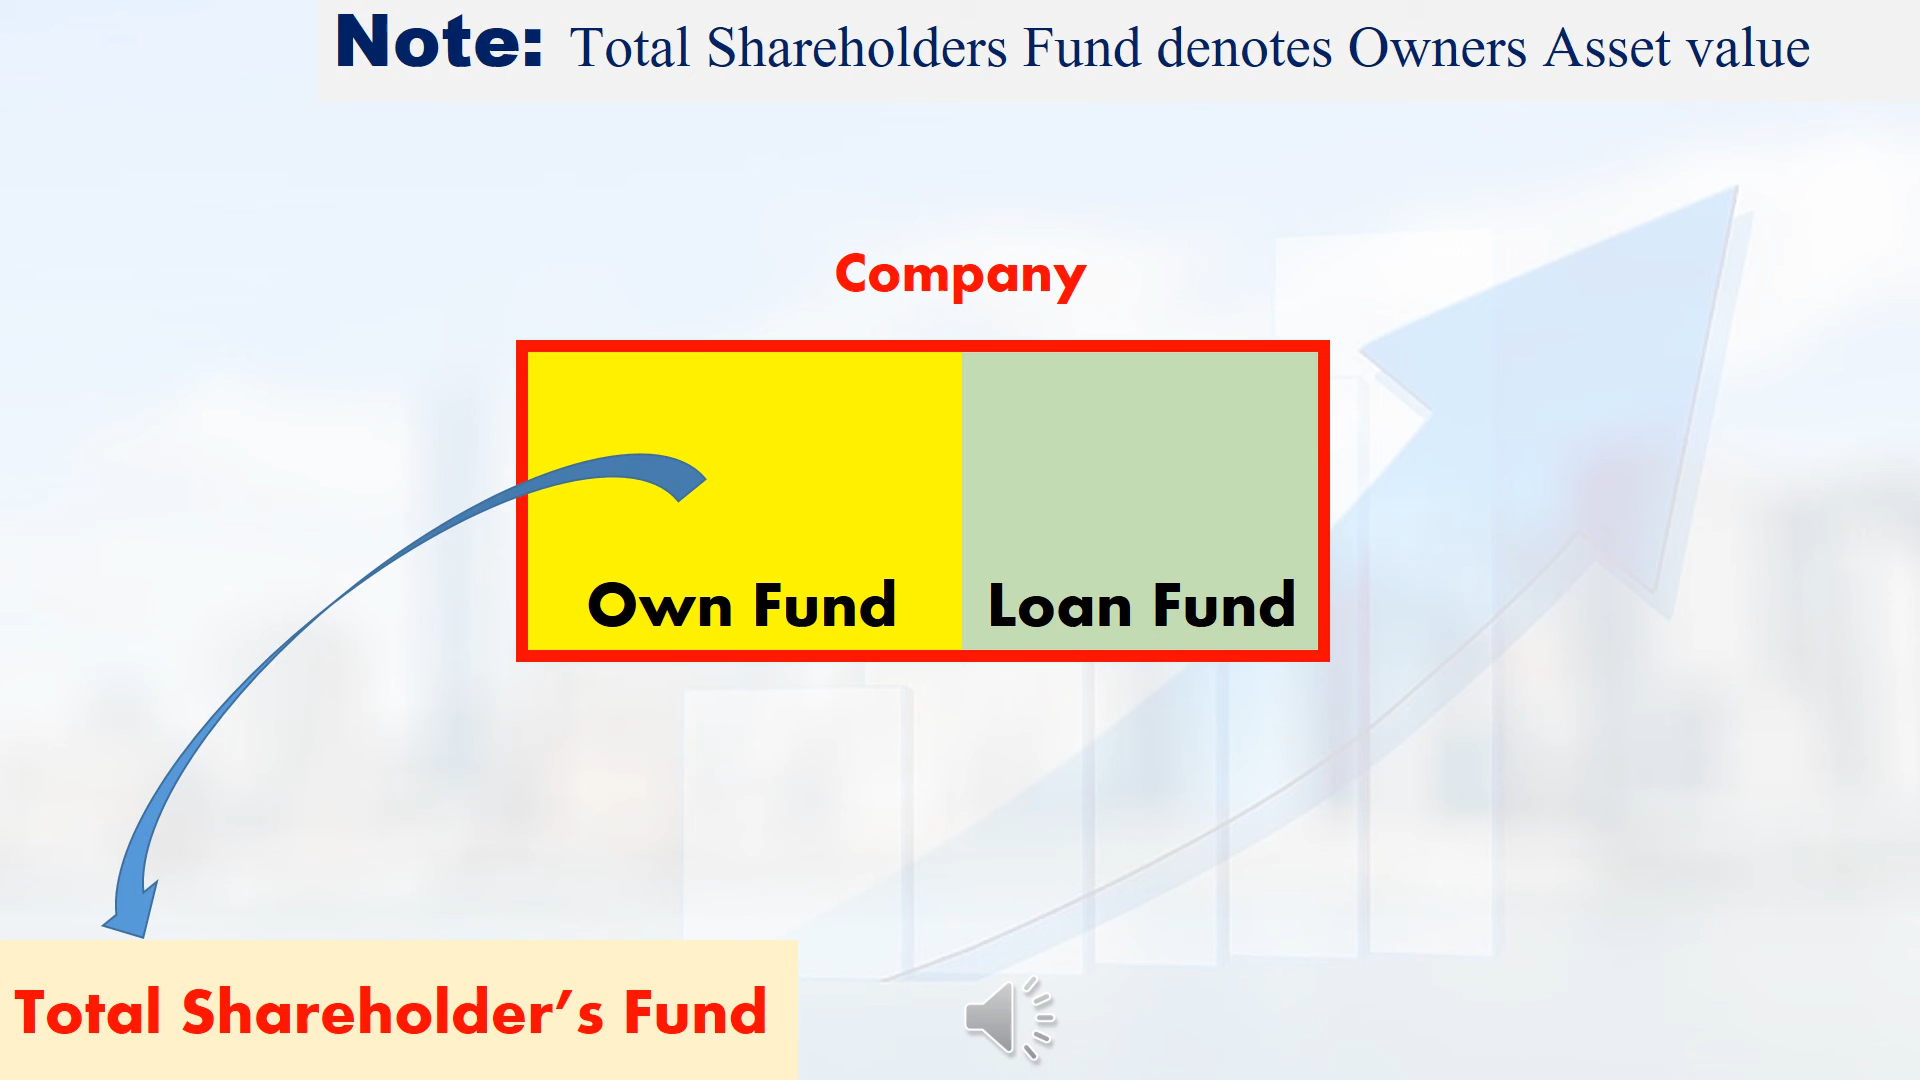 Note: Total Shareholders Fund denotes Owners Asset value
Company
Own Fund Loan Fund
Total Shareholder’s Fund